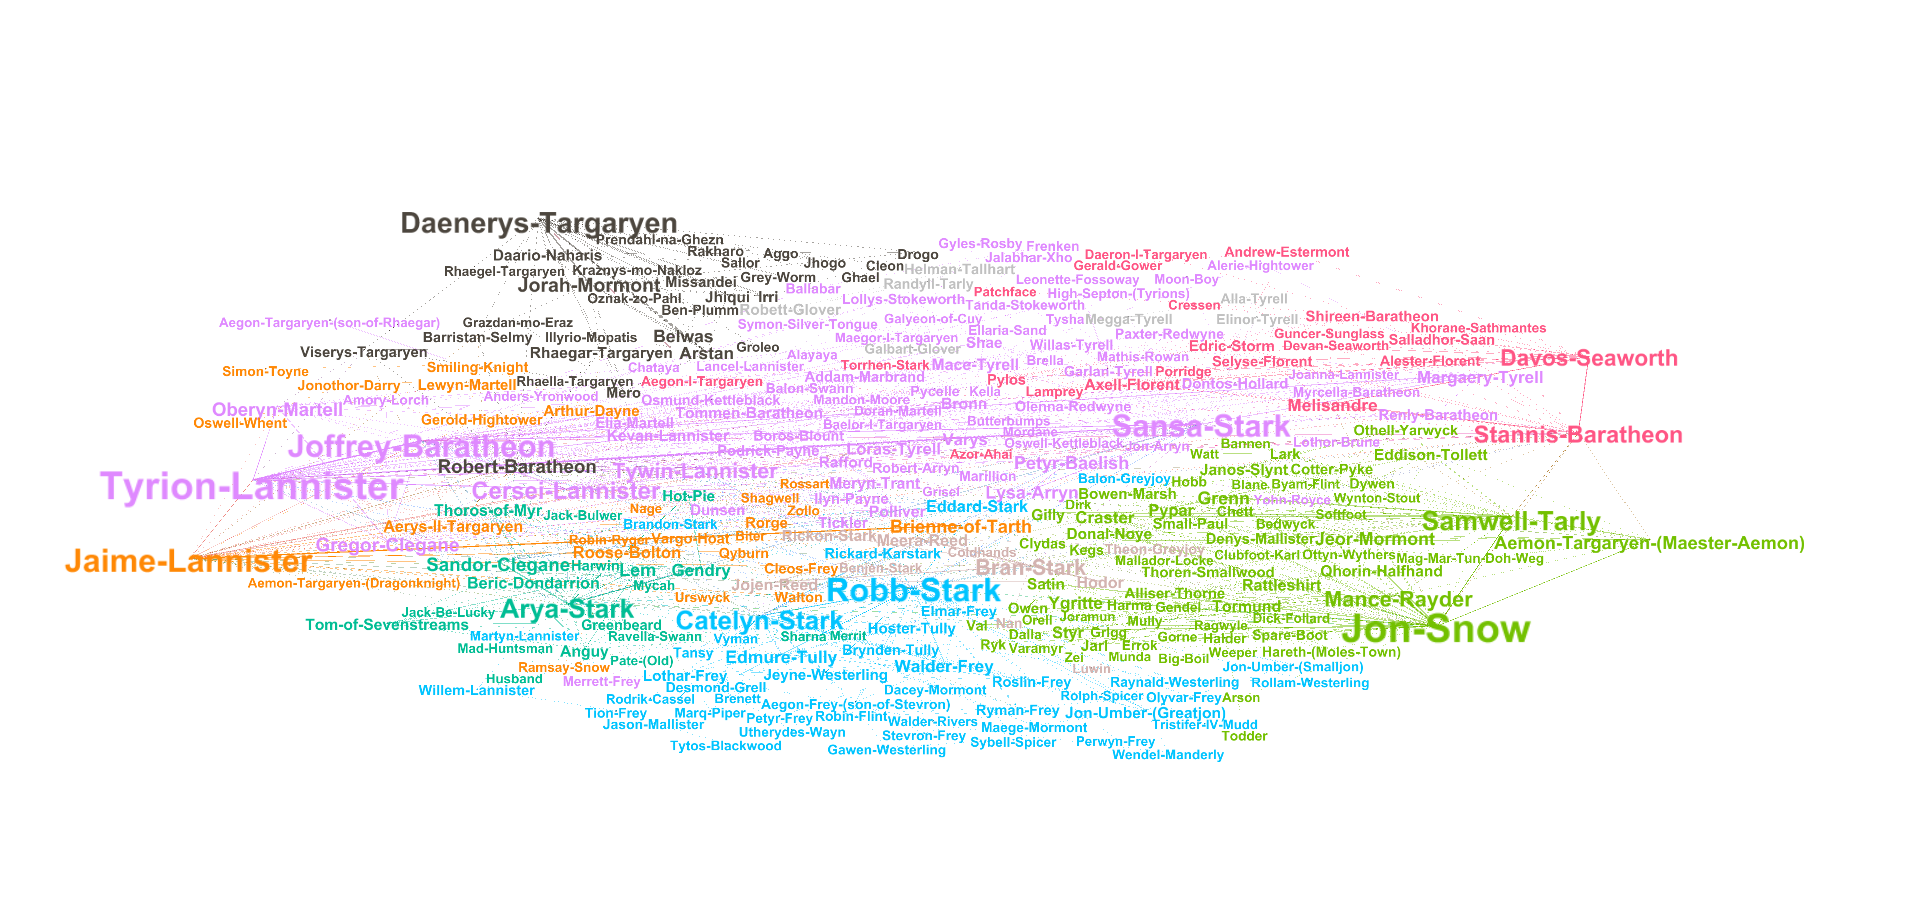 Daenerys-Targaryen
Prendahl-na-Ghezn
Gyles-Rosby
Frenken
Daario-Naharis
Rakharo
Aggo
Drogo
Jalabhar-Xho
Daeron-I-Targaryen
Andrew-Estermont
Sallor
Jhogo
Cleon
Helman-Tallhart
Gerald-Gower
Alerie-Hightower
Rhaegel-Targaryen
Kraznys-mo-Nakloz
Missandei
Grey-Worm
Ghael
Randyll-Tarly
Leonette-Fossoway
Moon-Boy
Jorah-Mormont
Oznak-zo-Pahl
Jhiqui
Irri
Ballabar
Lollys-Stokeworth
Patchface
High-Septon-(Tyrions)
Alla-Tyrell
Ben-Plumm
Robett-Glover
Tanda-Stokeworth
Cressen
Aegon-Targaryen-(son-of-Rhaegar)
Grazdan-mo-Eraz
Symon-Silver-Tongue
Galyeon-of-Cuy
Tysha
Megga-Tyrell
Elinor-Tyrell
Shireen-Baratheon
Barristan-Selmy
Illyrio-Mopatis
Belwas
Maegor-I-Targaryen
Ellaria-Sand
Paxter-Redwyne
Guncer-Sunglass
Khorane-Sathmantes
Viserys-Targaryen
Rhaegar-Targaryen
Arstan
Groleo
Alayaya
Galbart-Glover
Shae
Willas-Tyrell
Edric-Storm
Devan-Seaworth
Salladhor-Saan
Simon-Toyne
Smiling-Knight
Chataya
Lancel-Lannister
Torrhen-Stark
Mace-Tyrell
Brella
Mathis-Rowan
Selyse-Florent
Alester-Florent
Davos-Seaworth
Jonothor-Darry
Lewyn-Martell
Rhaella-Targaryen
Aegon-I-Targaryen
Addam-Marbrand
Pylos
Garlan-Tyrell
Porridge
Joanna-Lannister
Margaery-Tyrell
Amory-Lorch
Anders-Yronwood
Mero
Balon-Swann
Pycelle
Kella
Lamprey
Axell-Florent
Dontos-Hollard
Myrcella-Baratheon
Oberyn-Martell
Arthur-Dayne
Osmund-Kettleblack
Mandon-Moore
Bronn
Olenna-Redwyne
Melisandre
Renly-Baratheon
Oswell-Whent
Gerold-Hightower
Elia-Martell
Tommen-Baratheon
Doran-Martell
Baelor-I-Targaryen
Butterbumps
Mordane
Sansa-Stark
Othell-Yarwyck
Joffrey-Baratheon
Kevan-Lannister
Boros-Blount
Varys
Oswell-Kettleblack
Jon-Arryn
Bannen
Lothor-Brune
Stannis-Baratheon
Podrick-Payne
Loras-Tyrell
Azor-Ahai
Watt
Lark
Eddison-Tollett
Robert-Baratheon
Tywin-Lannister
Rafford
Robert-Arryn
Petyr-Baelish
Janos-Slynt
Cotter-Pyke
Tyrion-Lannister
Cersei-Lannister
Rossart
Meryn-Trant
Marillion
Balon-Greyjoy
Hobb
Blane
Byam-Flint
Dywen
Hot-Pie
Shagwell
Ilyn-Payne
Grisel
Lysa-Arryn
Bowen-Marsh
Grenn
Yohn-Royce
Wynton-Stout
Thoros-of-Myr
Jack-Bulwer
Nage
Dunsen
Zollo
Polliver
Eddard-Stark
Gilly
Dirk
Craster
Pypar
Chett
Softfoot
Aerys-II-Targaryen
Brandon-Stark
Rorge
Tickler
Brienne-of-Tarth
Small-Paul
Bedwyck
Samwell-Tarly
Gregor-Clegane
Robin-Ryger
Vargo-Hoat
Biter
Rickon-Stark
Meera-Reed
Clydas
Donal-Noye
Denys-Mallister
Jeor-Mormont
Aemon-Targaryen-(Maester-Aemon)
Jaime-Lannister
Roose-Bolton
Qyburn
Rickard-Karstark
Coldhands
Kegs
Theon-Greyjoy
Clubfoot-Karl
Ottyn-Wythers
Mag-Mar-Tun-Doh-Weg
Sandor-Clegane
Harwin
Lem
Gendry
Cleos-Frey
Benjen-Stark
Bran-Stark
Mallador-Locke
Thoren-Smallwood
Qhorin-Halfhand
Aemon-Targaryen-(Dragonknight)
Beric-Dondarrion
Mycah
Jojen-Reed
Robb-Stark
Satin
Hodor
Rattleshirt
Urswyck
Walton
Alliser-Thorne
Mance-Rayder
Jack-Be-Lucky
Arya-Stark
Elmar-Frey
Owen
Ygritte
Harma
Gendel
Tormund
Tom-of-Sevenstreams
Greenbeard
Catelyn-Stark
Hoster-Tully
Val
Nan
Orell
Joramun
Mully
Ragwyle
Dick-Follard
Jon-Snow
Martyn-Lannister
Ravella-Swann
Vyman
Sharna
Merrit
Dalla
Styr
Grigg
Gorne
Halder
Spare-Boot
Mad-Huntsman
Anguy
Pate-(Old)
Tansy
Edmure-Tully
Brynden-Tully
Ryk
Varamyr
Jarl
Errok
Weeper
Hareth-(Moles-Town)
Ramsay-Snow
Walder-Frey
Zei
Munda
Big-Boil
Husband
Merrett-Frey
Lothar-Frey
Jeyne-Westerling
Luwin
Jon-Umber-(Smalljon)
Willem-Lannister
Desmond-Grell
Dacey-Mormont
Roslin-Frey
Raynald-Westerling
Rollam-Westerling
Rodrik-Cassel
Brenett
Aegon-Frey-(son-of-Stevron)
Rolph-Spicer
Olyvar-Frey
Arson
Tion-Frey
Marq-Piper
Petyr-Frey
Robin-Flint
Walder-Rivers
Ryman-Frey
Jon-Umber-(Greatjon)
Jason-Mallister
Utherydes-Wayn
Stevron-Frey
Maege-Mormont
Tristifer-IV-Mudd
Tytos-Blackwood
Gawen-Westerling
Sybell-Spicer
Perwyn-Frey
Todder
Wendel-Manderly